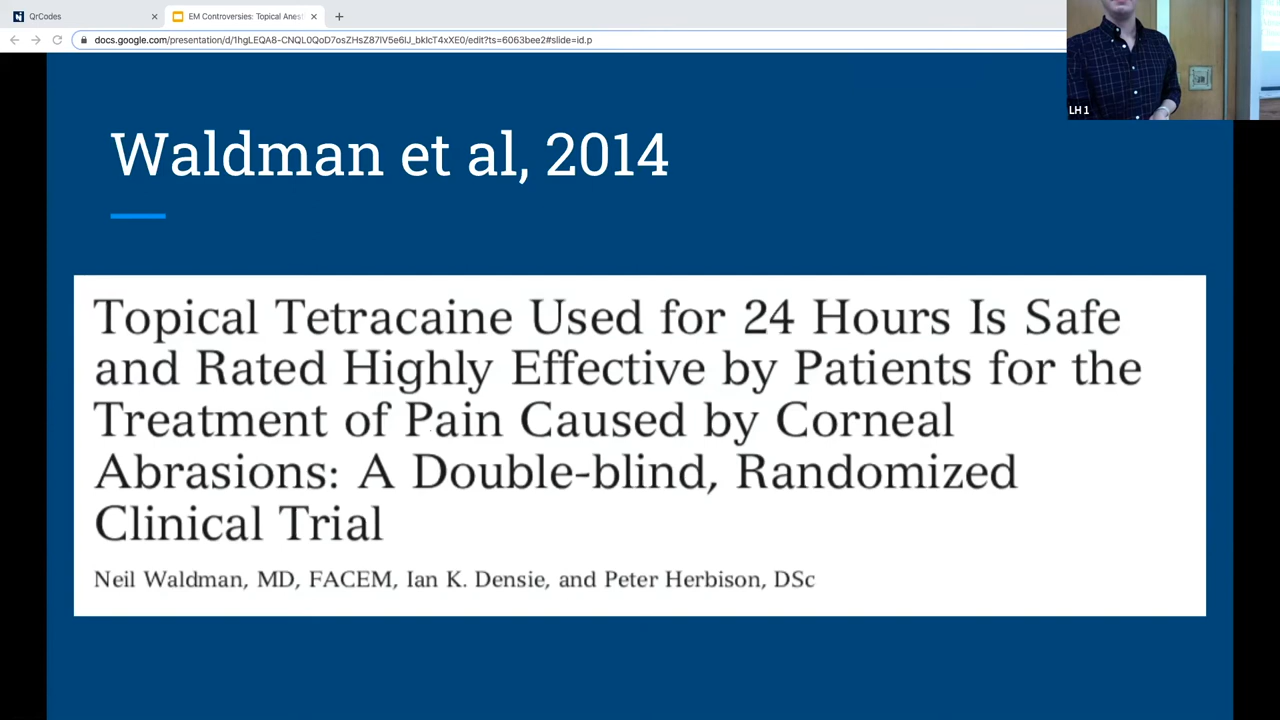 QrCodes
EM Controversies: Topical Anest
docs.google.com/presentation/d/1hgLEQA8-CNQL0QoD7osZHsZ87IV5e6IJ_bkIcT4xXE0/edit?ts=6063bee2#slide=id.p
LH 1
Waldman et al, 2014
Topical Tetracaine Used for 24 Hours Is Safe
and Rated Highly Effective by Patients for the
Treatment of Pain Caused by Corneal
Abrasions: A Double-blind, Randomized
Clinical Trial
Neil Waldman, MD, FACEM, Ian K. Densie, and Peter Herbison, DSc